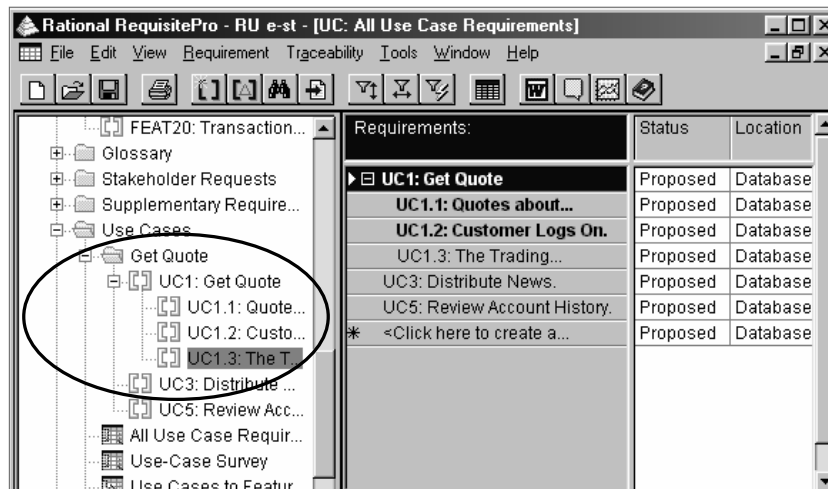 Rational RequisitePro - RU e-st - [UC: All Use Case Requirements]
File Edit View Requirement Traceability Tools Window Help
FEAT20: Transaction...
Glossary
Stakeholder Requests
Supplementary Require...
Use Cases
Get Quote
UC1: Get Quote
UC1.1: Quote...
UC1.2: Custo...
UC1.3: The T...
UC3: Distribute ...
UC5: Review Acc...
All Use Case Requir...
Use-Case Survey
Use Cases to Featur...
Requirements: Status Location
UC1: Get Quote Proposed Database
UC1.1: Quotes about... Proposed Database
UC1.2: Customer Logs On. Proposed Database
UC1.3: The Trading... Proposed Database
UC3: Distribute News. Proposed Database
UC5: Review Account History. Proposed Database
* <Click here to create a... Proposed Database